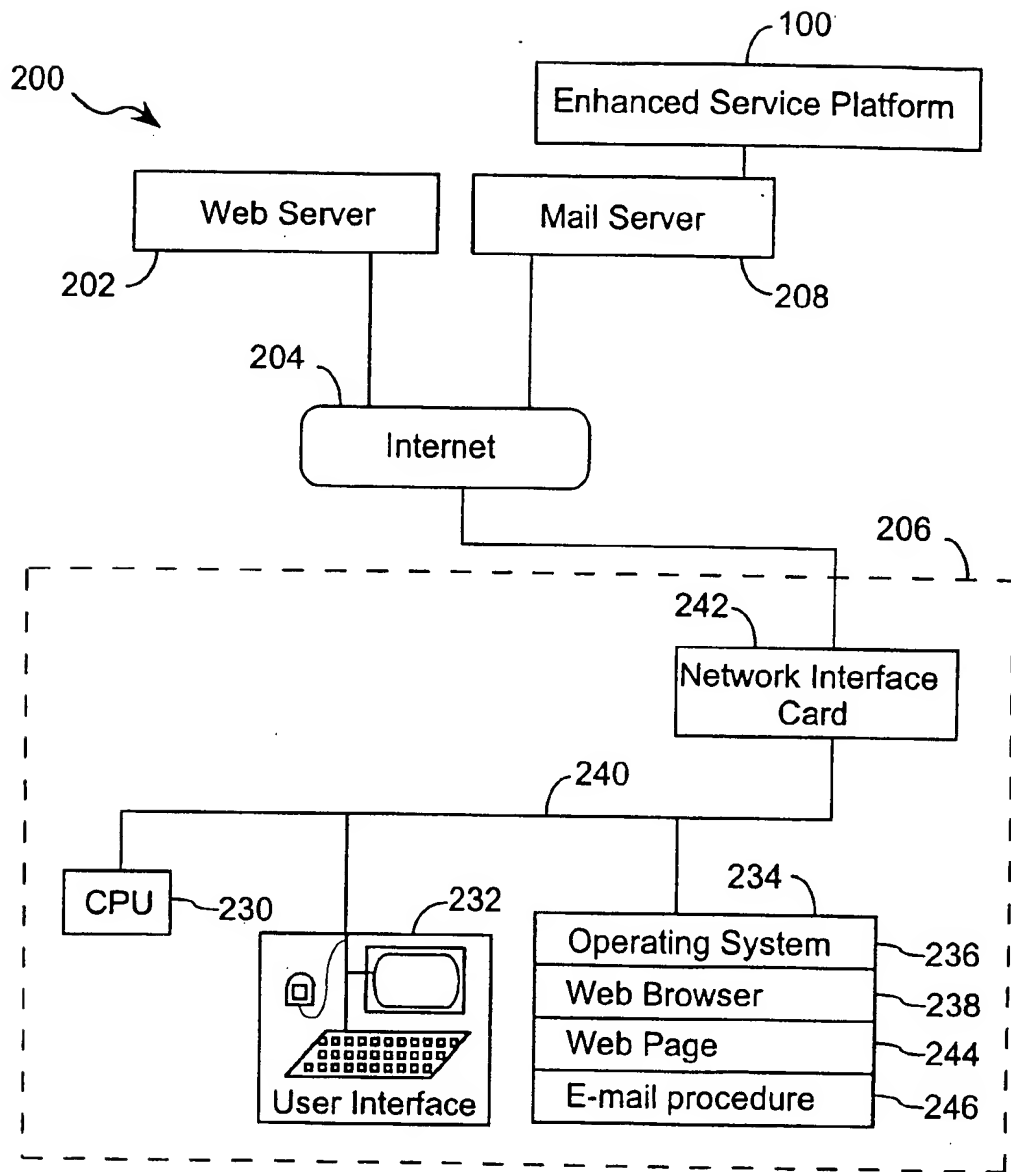 100
200
Enhanced Service Platform
Web Server
Mail Server
202
208
204
Internet
206
242
Network Interface
Card
240
CPU
230
232
234
Operating System
236
Web Browser
238
Web Page
244
E-mail procedure
246
User Interface